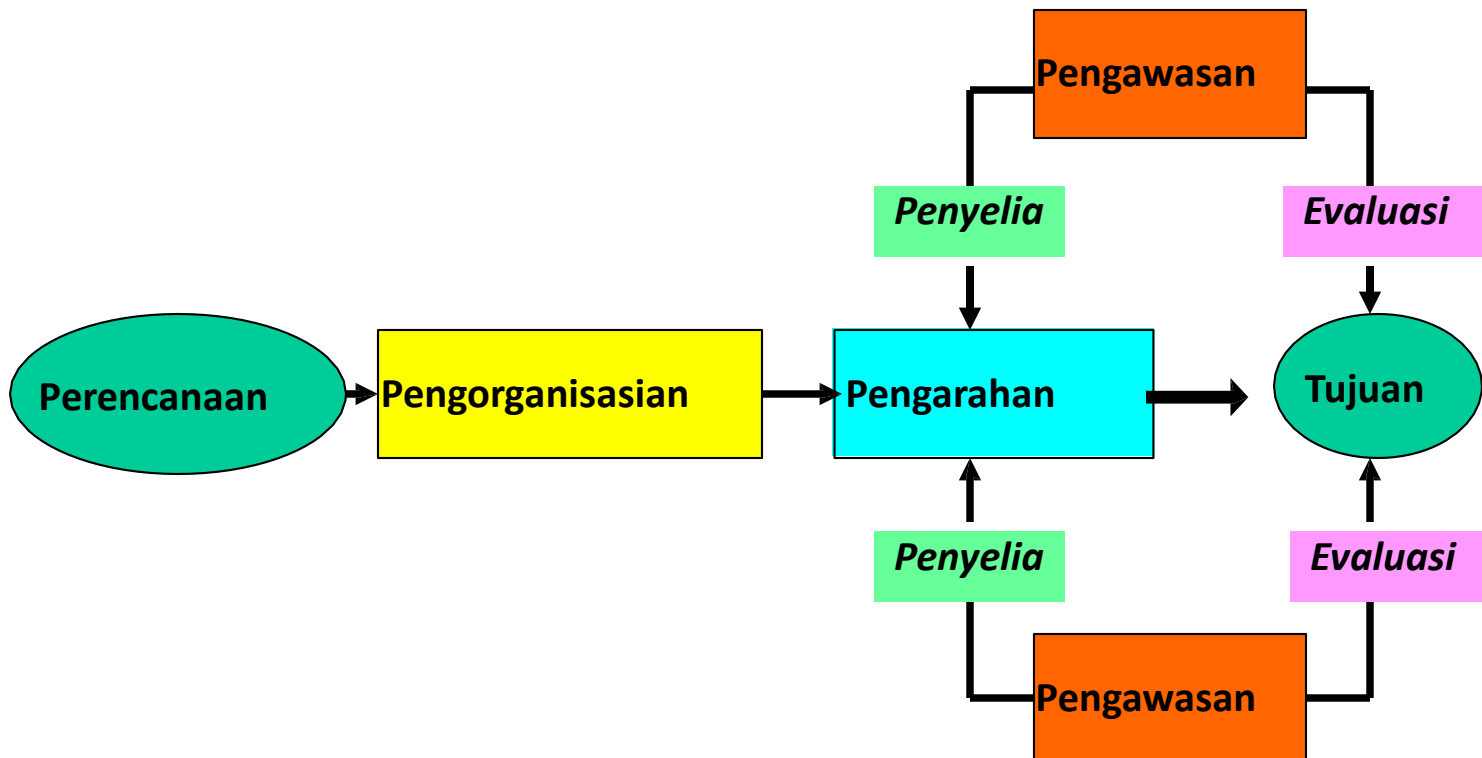 Pengawasan
Penyelia
Evaluasi
Perencanaan
Pengorganisasian
Pengarahan
Tujuan
Penyelia
Evaluasi
Pengawasan